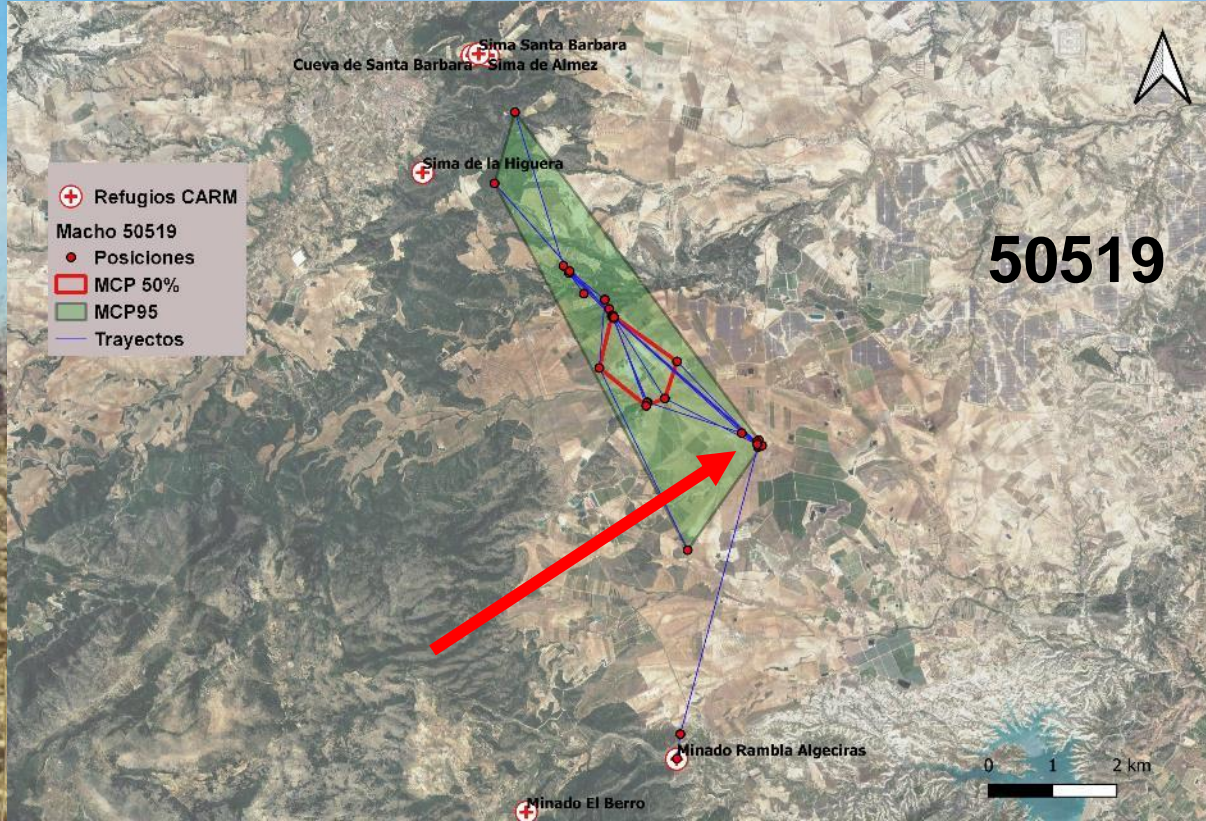 Sima Santa Barbara
Cueva de Santa Barbara Sima de Almez
Sima de la Higuera
Refugios CARM
Macho 50519
Posiciones
MCP 50%
MCP95
Trayectos
50519
Minado Rambla Algeciras
0 1 2 km
Minado El Berro